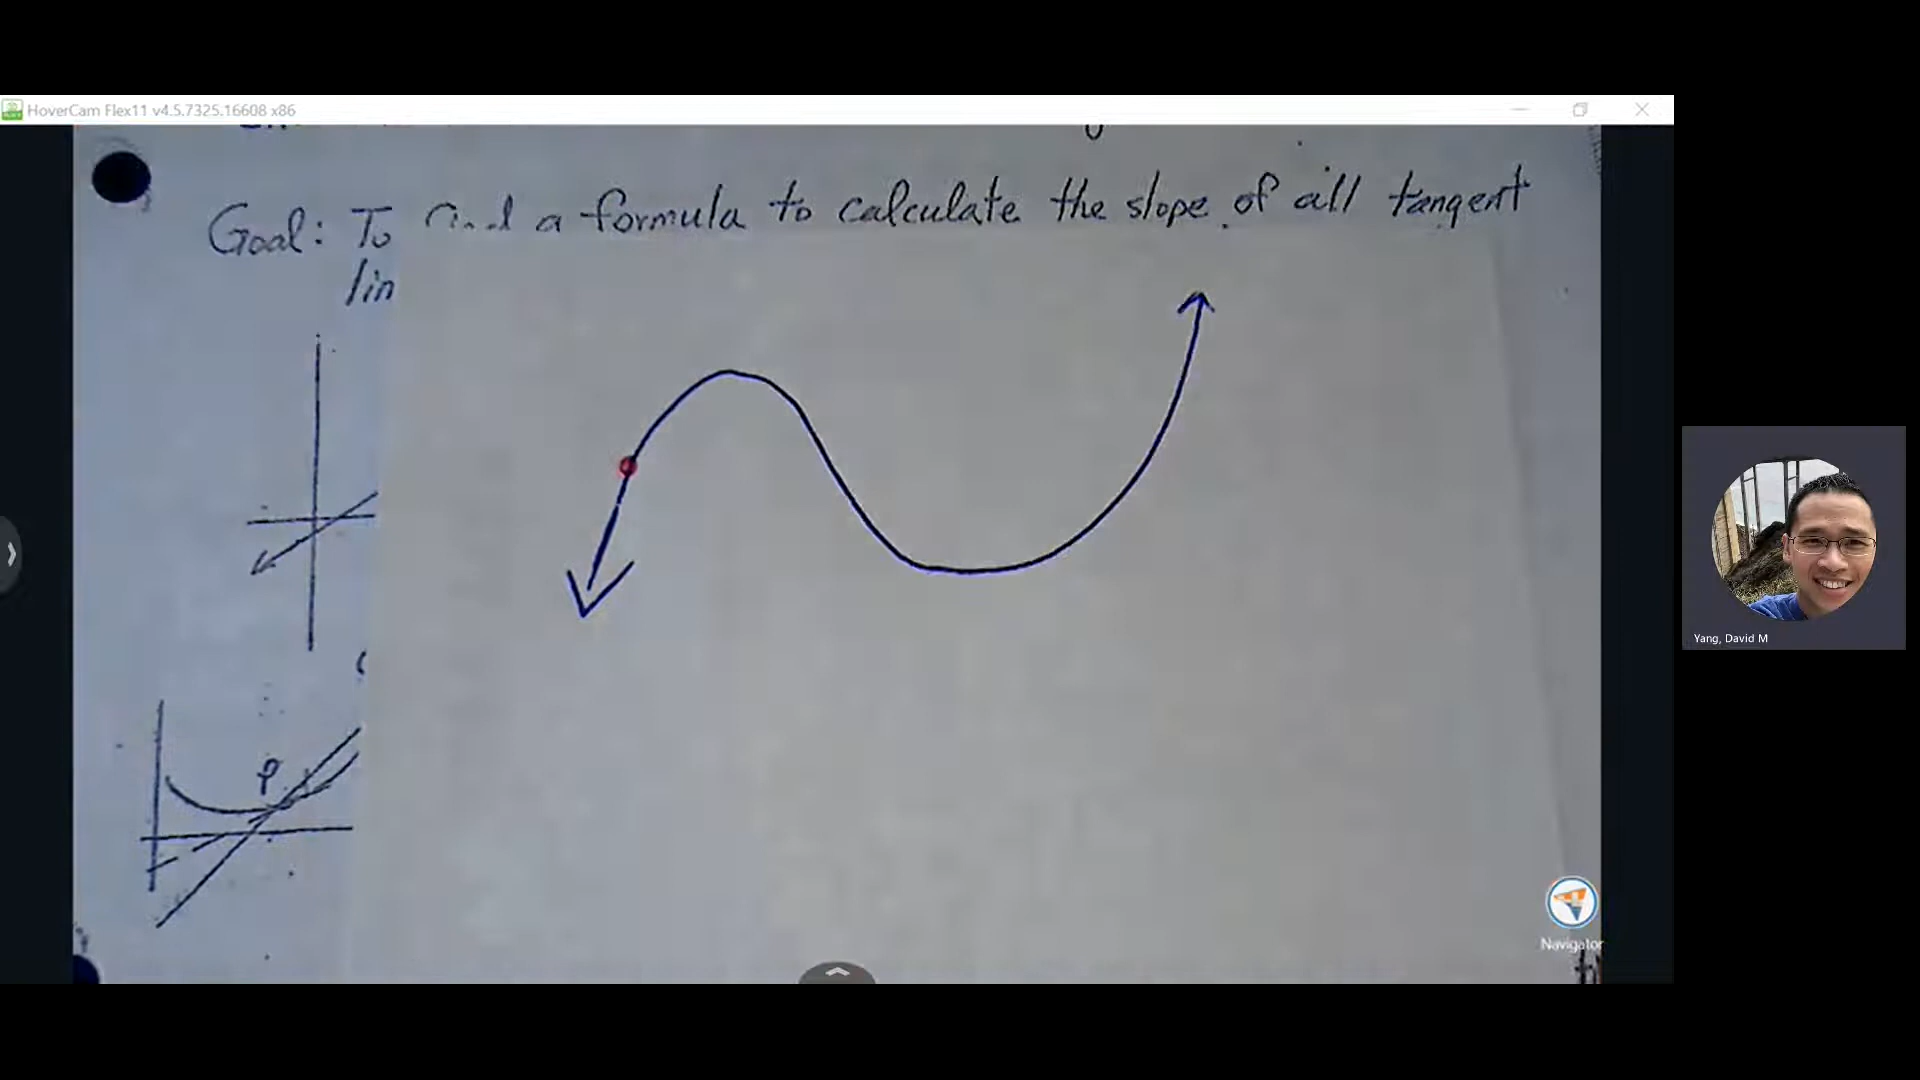 HoverCam Flex11 v4.5.7325.16608 x86
Goal: To find a formula to calculate the slope of all tangent
lin
P
Yang, David M
Navigator